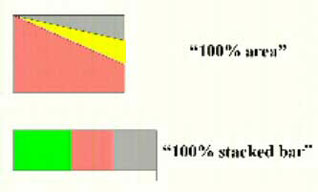 “100% area”
“100% stacked bar”